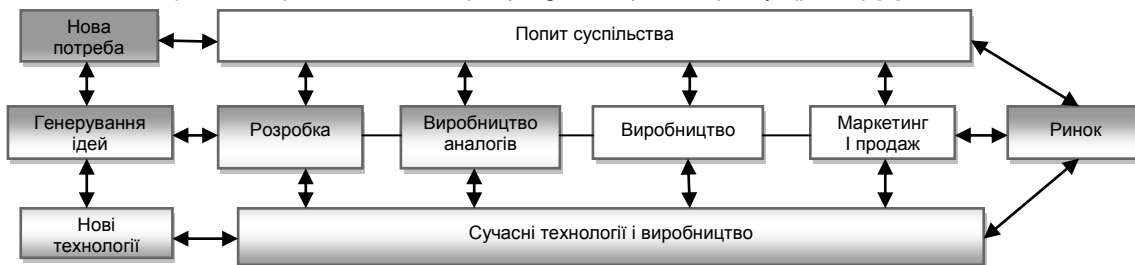 Нова
потреба
Попит суспільства
Генерування
ідей
Розробка
Виробництво
аналогів
Виробництво
Маркетинг
І продаж
Ринок
Нові
технології
Сучасні технології і виробництво